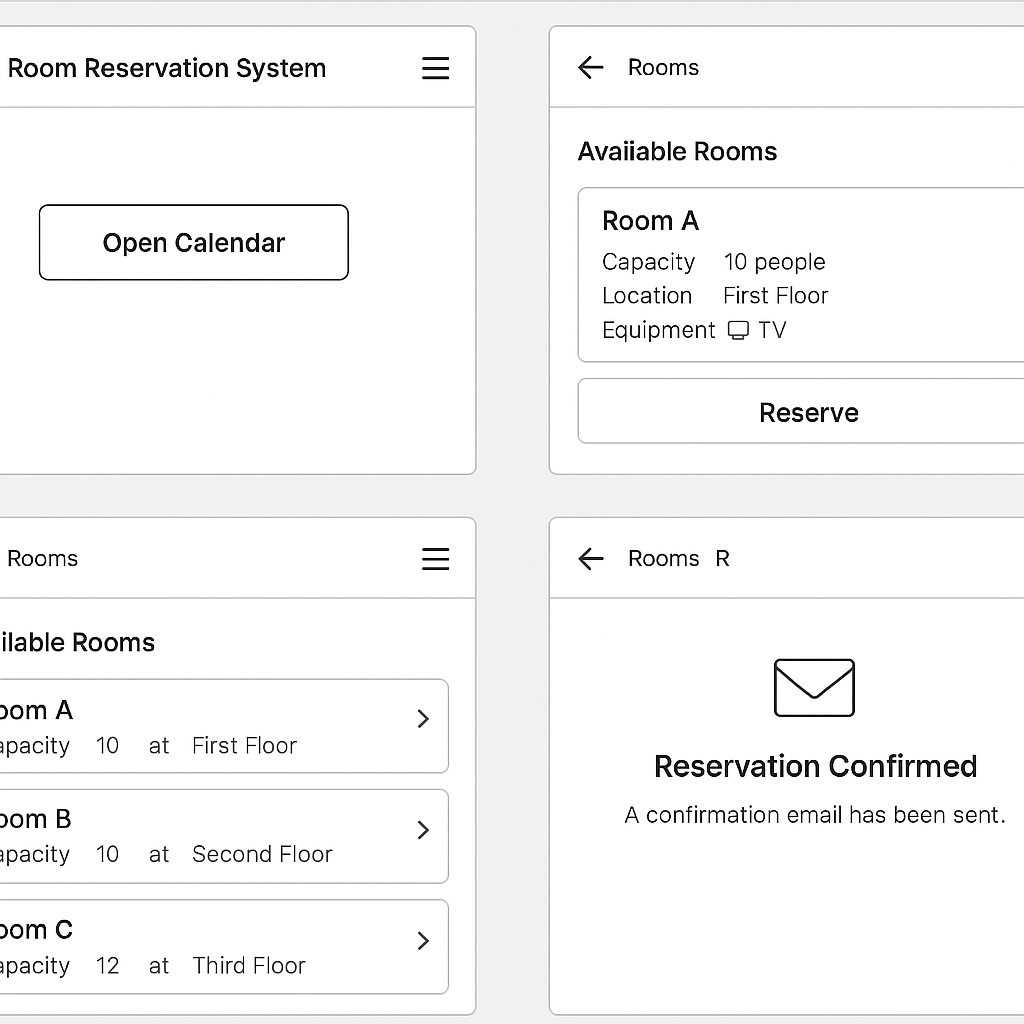 Room Reservation System
Open Calendar
Rooms
Avaiiable Rooms
Room A
Capacity 10 people
Location First Floor
Equipment TV
Reserve
Rooms
ilable Rooms
oom A
apacity 10 at First Floor
oom B
apacity 10 at Second Floor
oom C
apacity 12 at Third Floor
Rooms R
Reservation Confirmed
A confirmation email has been sent.